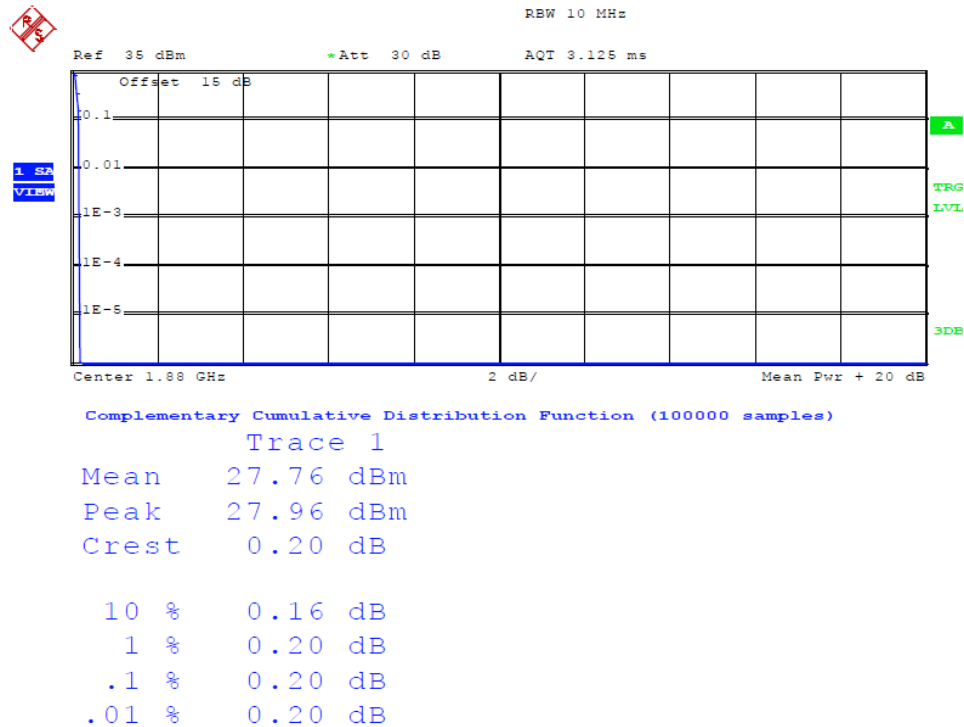 RBW 10 MHz
Ref 35 dBm *Att 30 dB AQT 3.125 ms
Offset 15 dB
0.1
A
0.01
1 SA
VIEW
TRG
LVL
1E-3
1E-4
1E-5
3DB
Center 1.88 GHz 2 dB/ Mean Pwr + 20 dB
Complementary Cumulative Distribution Function (100000 samples)
Trace 1
Mean 27.76 dBm
Peak 27.96 dBm
Crest 0.20 dB
10 % 0.16 dB
1 % 0.20 dB
.1 % 0.20 dB
.01 % 0.20 dB